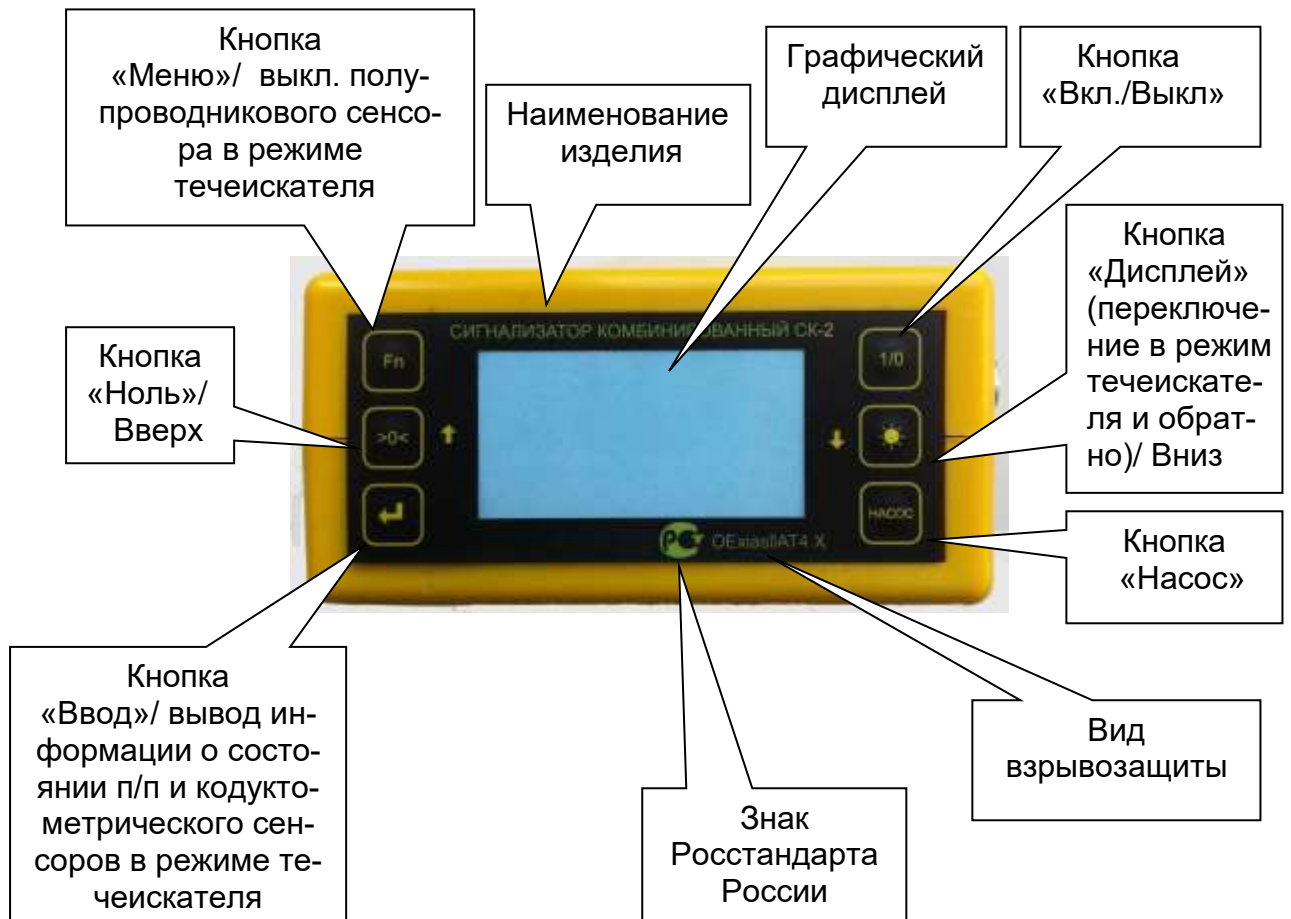 Кнопка
«Меню»/ выкл. полу-
проводникового сенсо-
ра в режиме
течеискателя
Наименование
изделия
Графический
дисплей
Кнопка
«Вкл./Выкл»
Кнопка
«Ноль»/
Вверх
Кнопка
«Дисплей»
(переключе-
ние в режим
течеискате-
ля и обрат-
но)/ Вниз
СИГНАЛИЗАТОР КОМБИНИРОВАННЫЙ СК-2
Fn
1/0
>0<
НАСОС
РСТ
OExiasIIAT4 X
Кнопка
«Насос»
Кнопка
«Ввод»/ вывод ин-
формации о состо-
янии п/п и кодукто-
метрического сен-
соров в режиме те-
чеискателя
Знак
Росстандарта
России
Вид
взрывозащиты